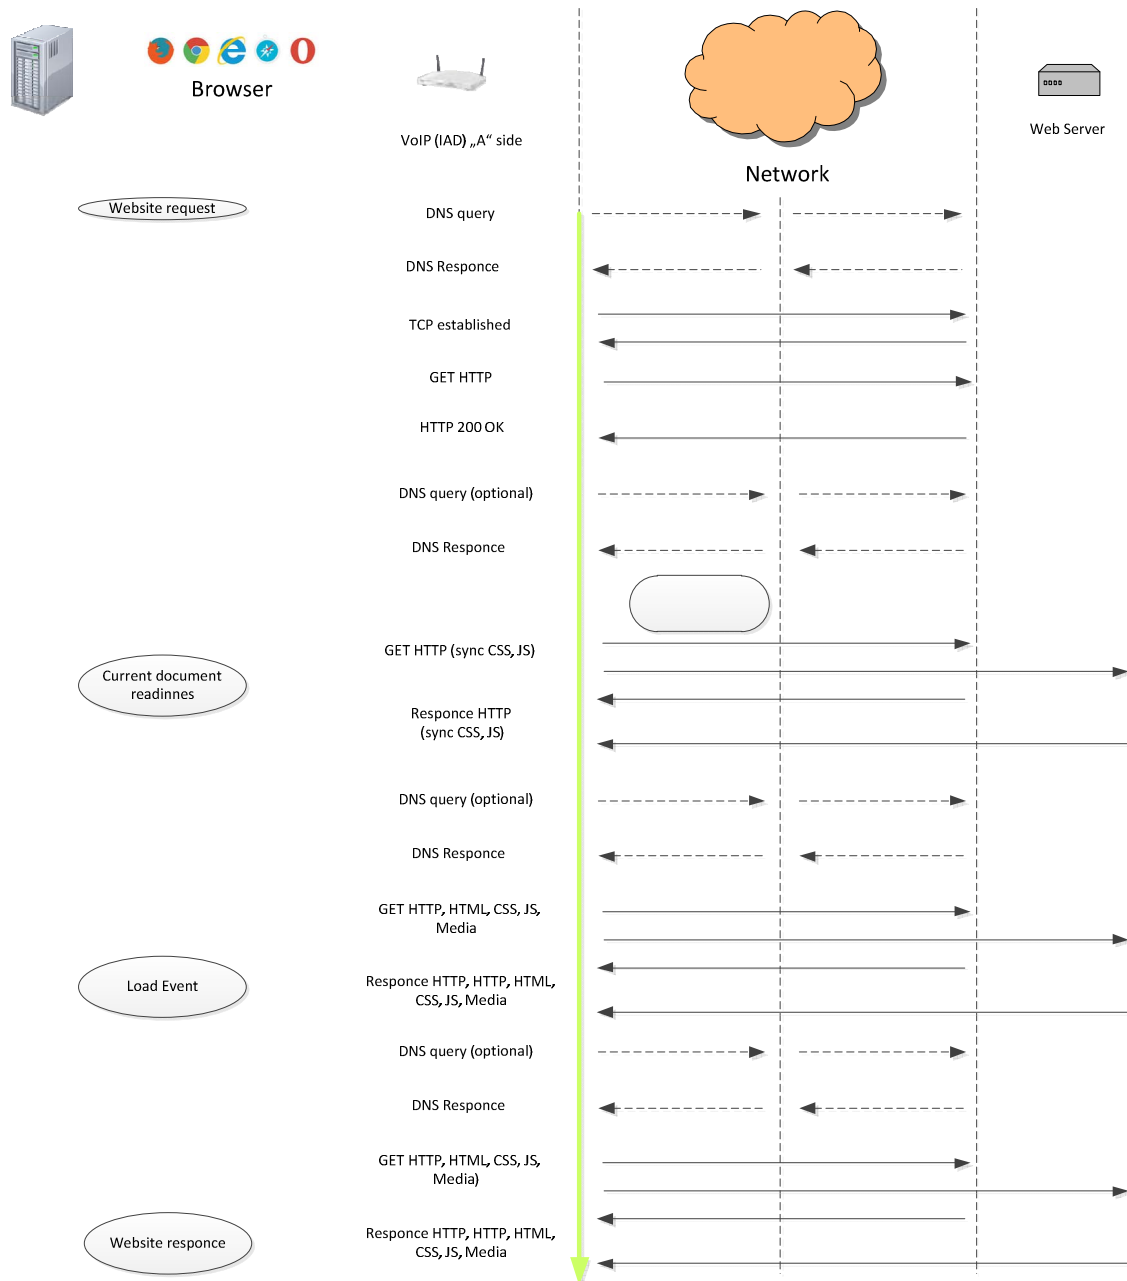 Browser
VoIP (IAD) „A“ side
Network
Web Server
Website request
DNS query
DNS Responce
TCP established
GET HTTP
HTTP 200 OK
DNS query (optional)
DNS Responce
GET HTTP (sync CSS, JS)
Current document
readinnes
Responce HTTP
(sync CSS, JS)
DNS query (optional)
DNS Responce
GET HTTP, HTML, CSS, JS,
Media
Load Event
Responce HTTP, HTTP, HTML,
CSS, JS, Media
DNS query (optional)
DNS Responce
GET HTTP, HTML, CSS, JS,
Media)
Website responce
Responce HTTP, HTTP, HTML,
CSS, JS, Media